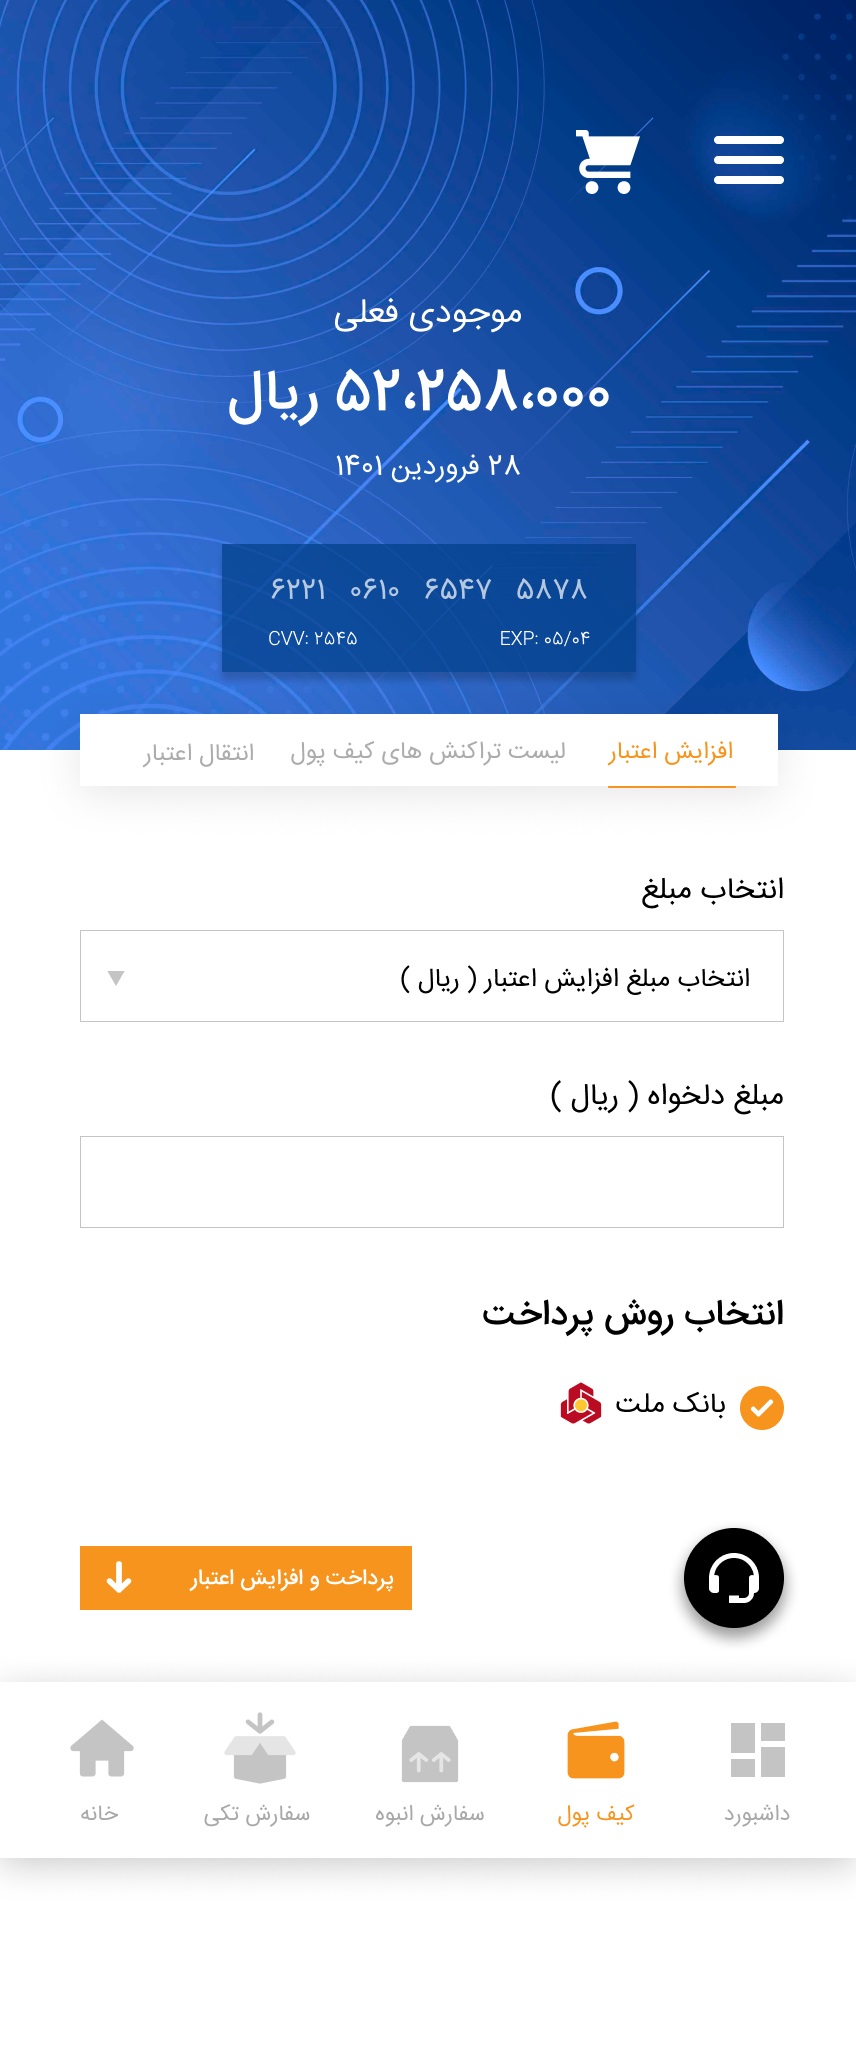 موجودی فعلی
۵۲،۲۵۸،۰۰۰ ریال
۲۸ فروردین ۱۴۰۱
۶۲۲۱ ۰۶۱۰ ۶۵۴۷ ۵۸۷۸
CVV: ۲۵۴۵ EXP: ۰۵/۰۴
افزایش اعتبار لیست تراکنش های کیف پول انتقال اعتبار
انتخاب مبلغ
انتخاب مبلغ افزایش اعتبار ( ریال )
مبلغ دلخواه ( ریال )
انتخاب روش پرداخت
بانک ملت
پرداخت و افزایش اعتبار
داشبورد کیف پول سفارش انبوه سفارش تکی خانه